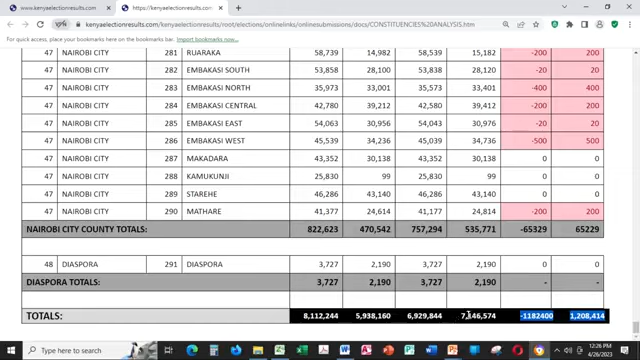 www.kenyaelectionresults.com
https://kenyaelectionresults.com
kenyaelectionresults.com/kenyaelectionresults/root/elections/onlinelinks/onlinesubmissions/docs/CONSTITUENCIES%20ANALYSIS.htm
For quick access, place your bookmarks here on the bookmarks bar. Import bookmarks now...
47 NAIROBI CITY 281 RUARAKA 58,739 14,982 58,539 15,182 -200 200
47 NAIROBI CITY 282 EMBAKASI SOUTH 53,858 28,100 53,838 28,120 -20 20
47 NAIROBI CITY 283 EMBAKASI NORTH 35,973 33,001 35,573 33,401 -400 400
47 NAIROBI CITY 284 EMBAKASI CENTRAL 42,780 39,212 42,580 39,412 -200 200
47 NAIROBI CITY 285 EMBAKASI EAST 54,063 30,956 54,043 30,976 -20 20
47 NAIROBI CITY 286 EMBAKASI WEST 45,539 34,236 45,039 34,736 -500 500
47 NAIROBI CITY 287 MAKADARA 43,352 30,138 43,352 30,138 0 0
47 NAIROBI CITY 288 KAMUKUNJI 25,830 99 25,830 99 0 0
47 NAIROBI CITY 289 STAREHE 46,286 43,140 46,286 43,140 0 0
47 NAIROBI CITY 290 MATHARE 41,377 24,614 41,177 24,814 -200 200
NAIROBI CITY COUNTY TOTALS: 822,623 470,542 757,294 535,771 -65329 65229
48 DIASPORA 291 DIASPORA 3,727 2,190 3,727 2,190 0 0
DIASPORA TOTALS: 3,727 2,190 3,727 2,190 - -
TOTALS: 8,112,244 5,938,160 6,929,844 7,146,574 -1182400 1,208,414
Type here to search
12:26 PM
4/26/2023